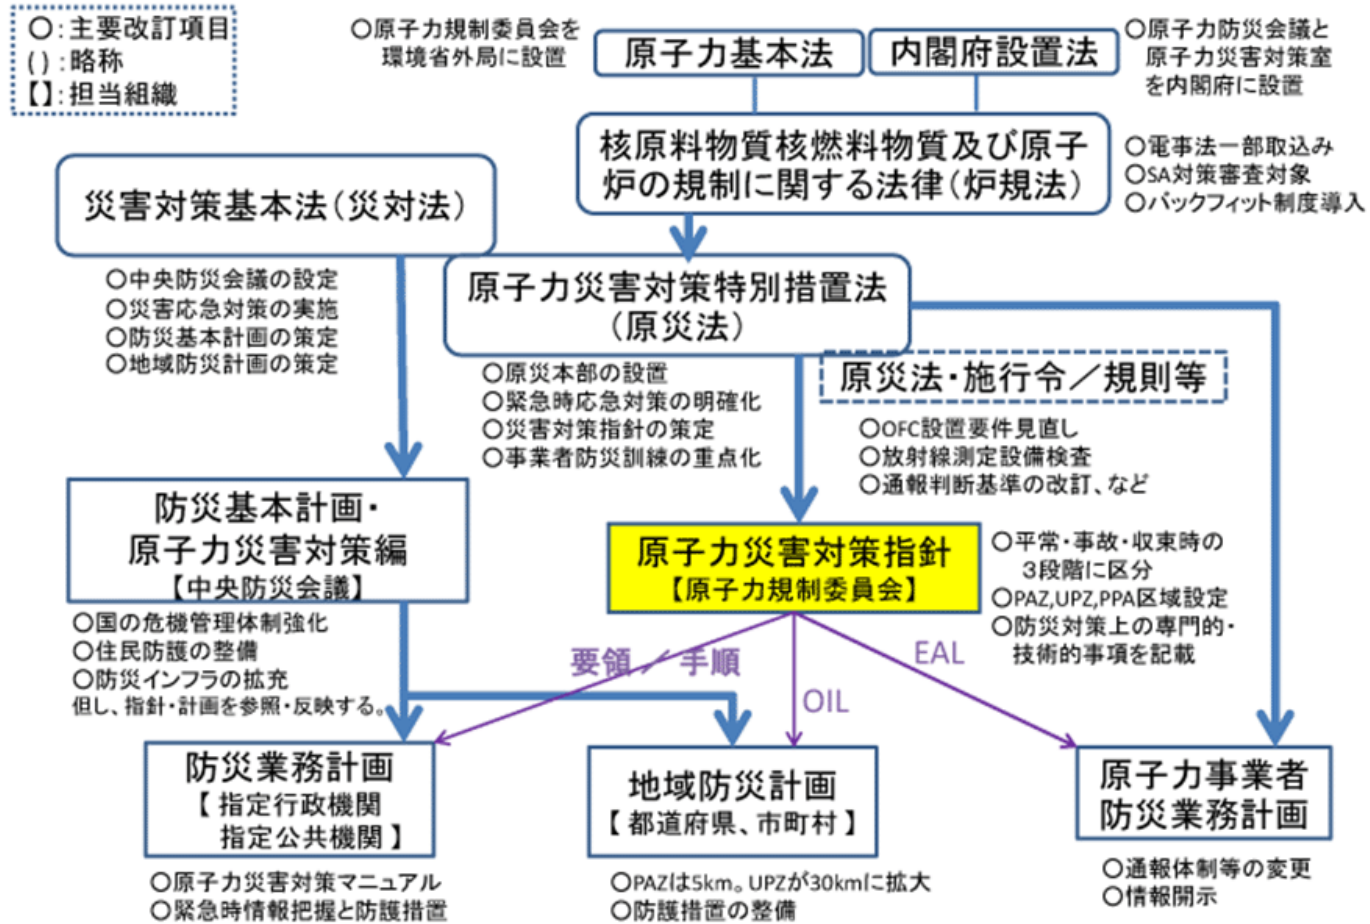 ○:主要改訂項目
():略称
【】:担当組織
○原子力規制委員会を
環境省外局に設置
原子力基本法
内閣府設置法
○原子力防災会議と
原子力災害対策室
を内閣府に設置
核原料物質核燃料物質及び原子
炉の規制に関する法律(炉規法)
○電事法一部取込み
○SA対策審査対象
○バックフィット制度導入
災害対策基本法(災対法)
○中央防災会議の設定
○災害応急対策の実施
○防災基本計画の策定
○地域防災計画の策定
原子力災害対策特別措置法
(原災法)
○原災本部の設置
○緊急時応急対策の明確化
○災害対策指針の策定
○事業者防災訓練の重点化
原災法・施行令/規則等
○OFC設置要件見直し
○放射線測定設備検査
○通報判断基準の改訂、など
防災基本計画・
原子力災害対策編
【中央防災会議】
○国の危機管理体制強化
○住民防護の整備
○防災インフラの拡充
但し、指針・計画を参照・反映する。
原子力災害対策指針
【原子力規制委員会】
○平常・事故・収束時の
3段階に区分
○PAZ,UPZ,PPA区域設定
○防災対策上の専門的・
技術的事項を記載
要領/手順
OIL
EAL
防災業務計画
【指定行政機関
指定公共機関】
○原子力災害対策マニュアル
○緊急時情報把握と防護措置
地域防災計画
【都道府県、市町村】
○PAZは5km。UPZが30kmに拡大
○防護措置の整備
原子力事業者
防災業務計画
○通報体制等の変更
○情報開示